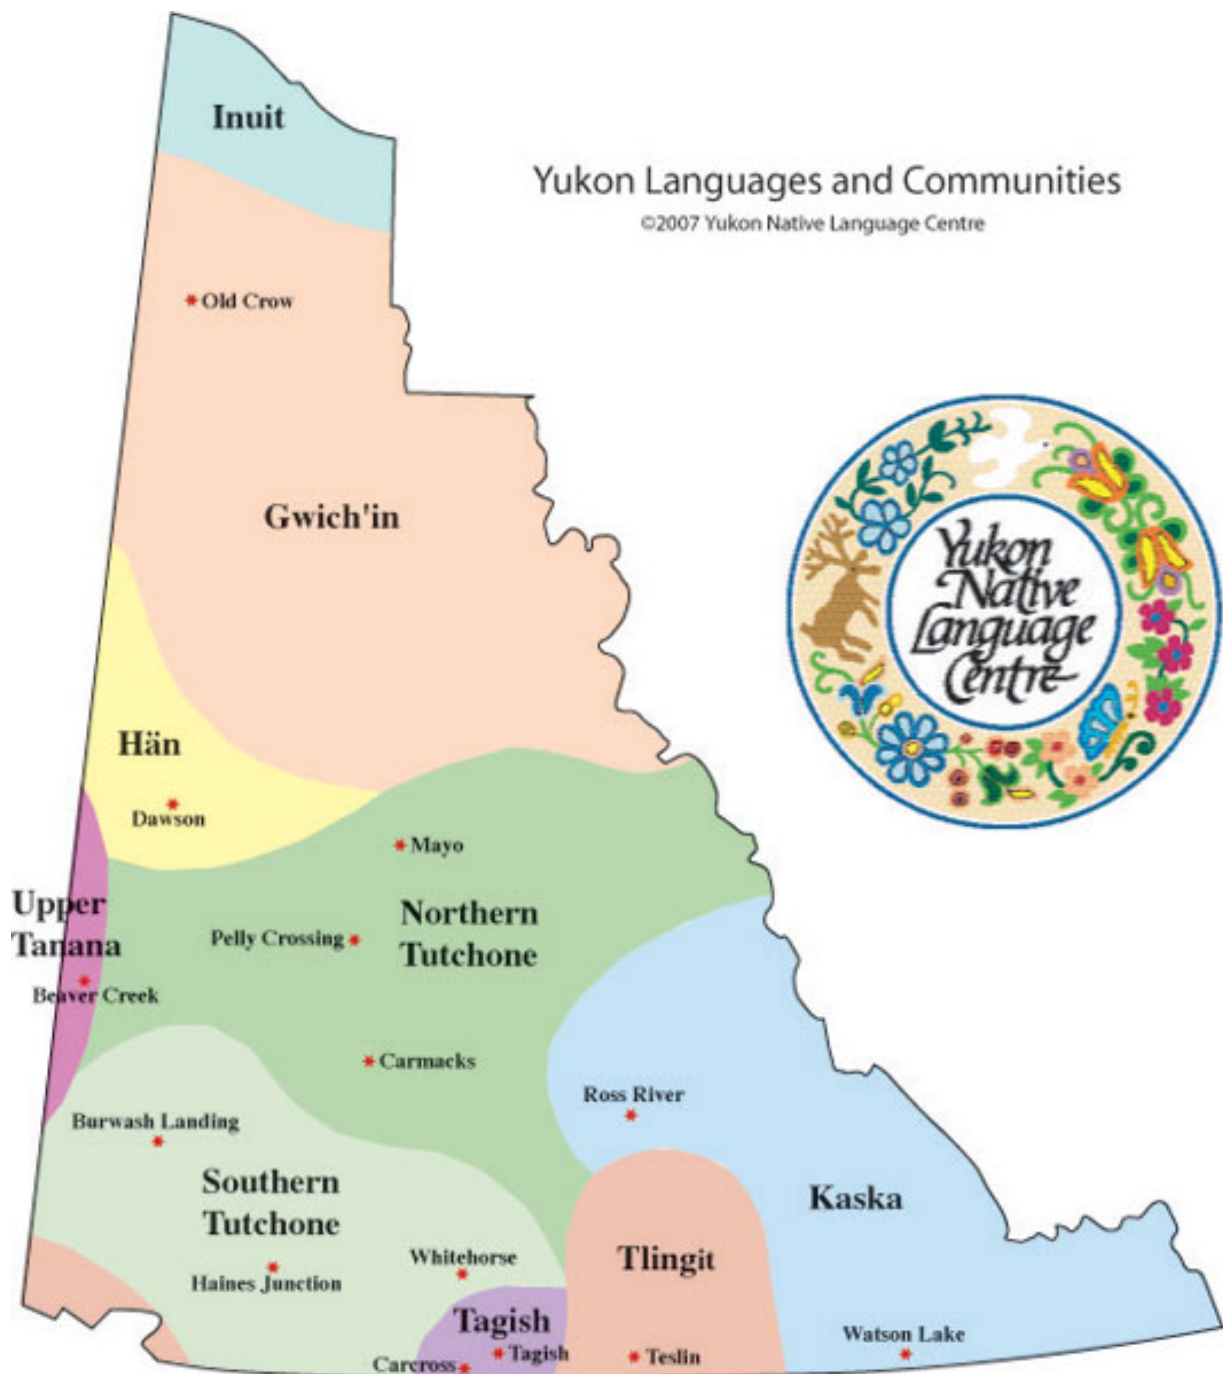 Inuit
Yukon Languages and Communities
©2007 Yukon Native Language Centre
Old Crow
Gwich'in
Yukon
Native
Language
Centre
Hän
Dawson
Mayo
Upper
Tanana
Northern
Tutchone
Pelly Crossing
Beaver Creek
Carmacks
Ross River
Burwash Landing
Southern
Tutchone
Kaska
Whitehorse
Tlingit
Haines Junction
Tagish
Watson Lake
Tagish
Teslin
Carcross